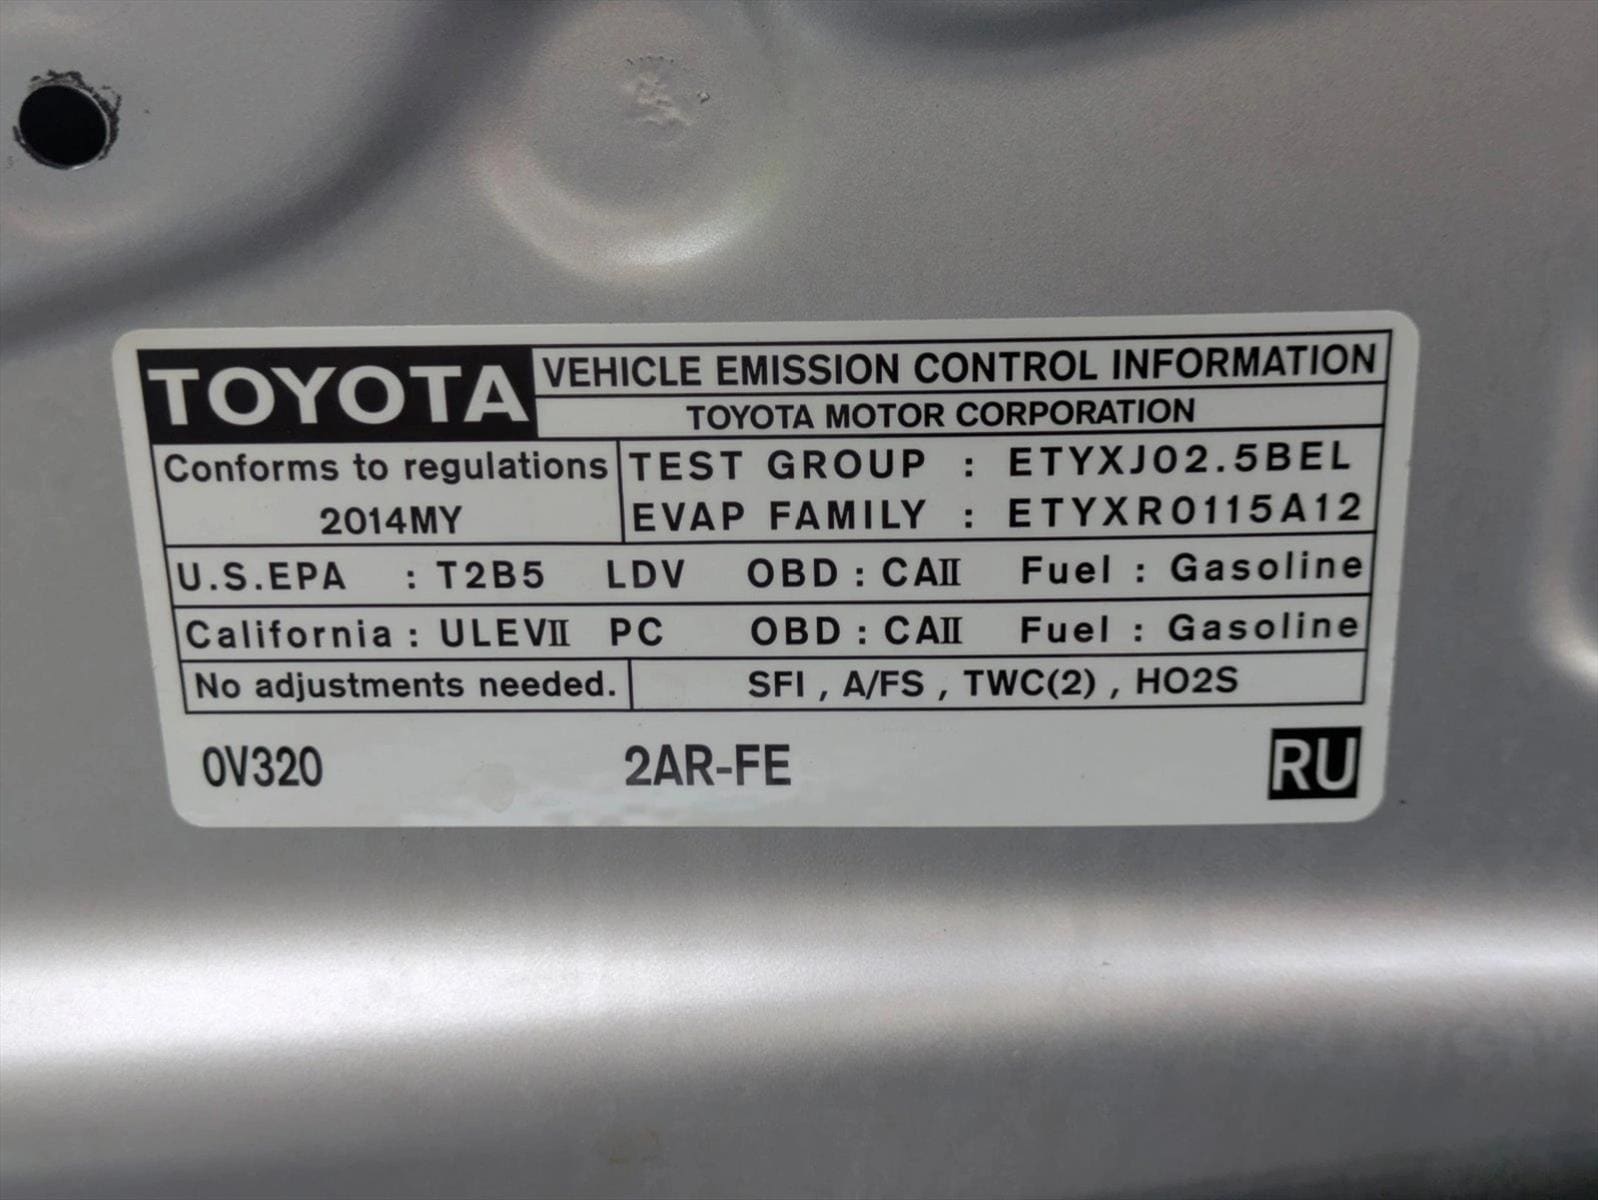 TOYOTA
VEHICLE EMISSION CONTROL INFORMATION
TOYOTA MOTOR CORPORATION
Conforms to regulations
2014MY
TEST GROUP : ETYXJ02.5BEL
EVAP FAMILY : ETYXR0115A12
U.S.EPA : T2B5 LDV OBD : CAII Fuel : Gasoline
California : ULEVII PC OBD : CAII Fuel : Gasoline
No adjustments needed. SFI , A/FS , TWC(2) , HO2S
0V320 2AR-FE RU